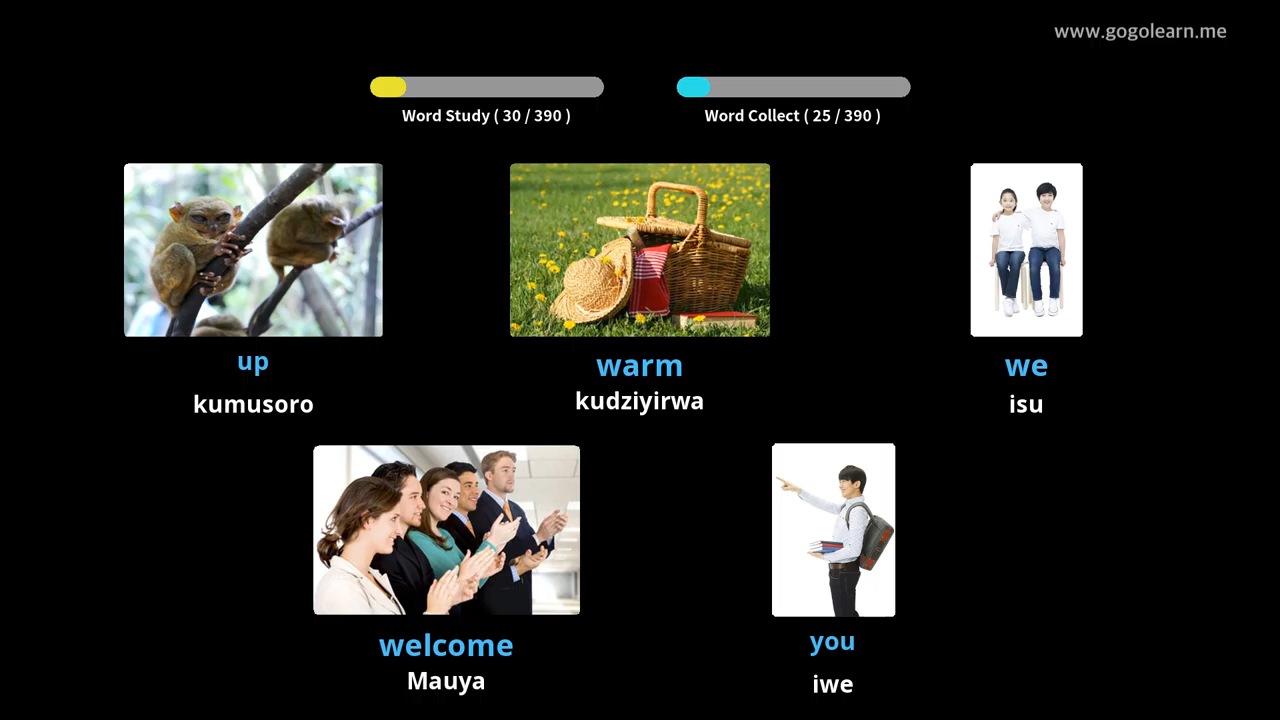 www.gogolearn.me
Word Study ( 30 / 390 )
Word Collect ( 25 / 390 )
up
kumusoro
warm
kudziyirwa
we
isu
welcome
Mauya
you
iwe